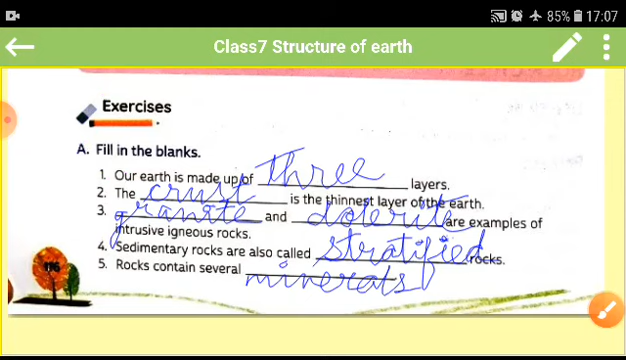 85% 17:07
Class7 Structure of earth
Exercises
A. Fill in the blanks.
1. Our earth is made up of three layers.
2. The crust is the thinnest layer of the earth.
3. granite and dolerite are examples of
intrusive igneous rocks.
4. Sedimentary rocks are also called stratified rocks.
5. Rocks contain several minerals